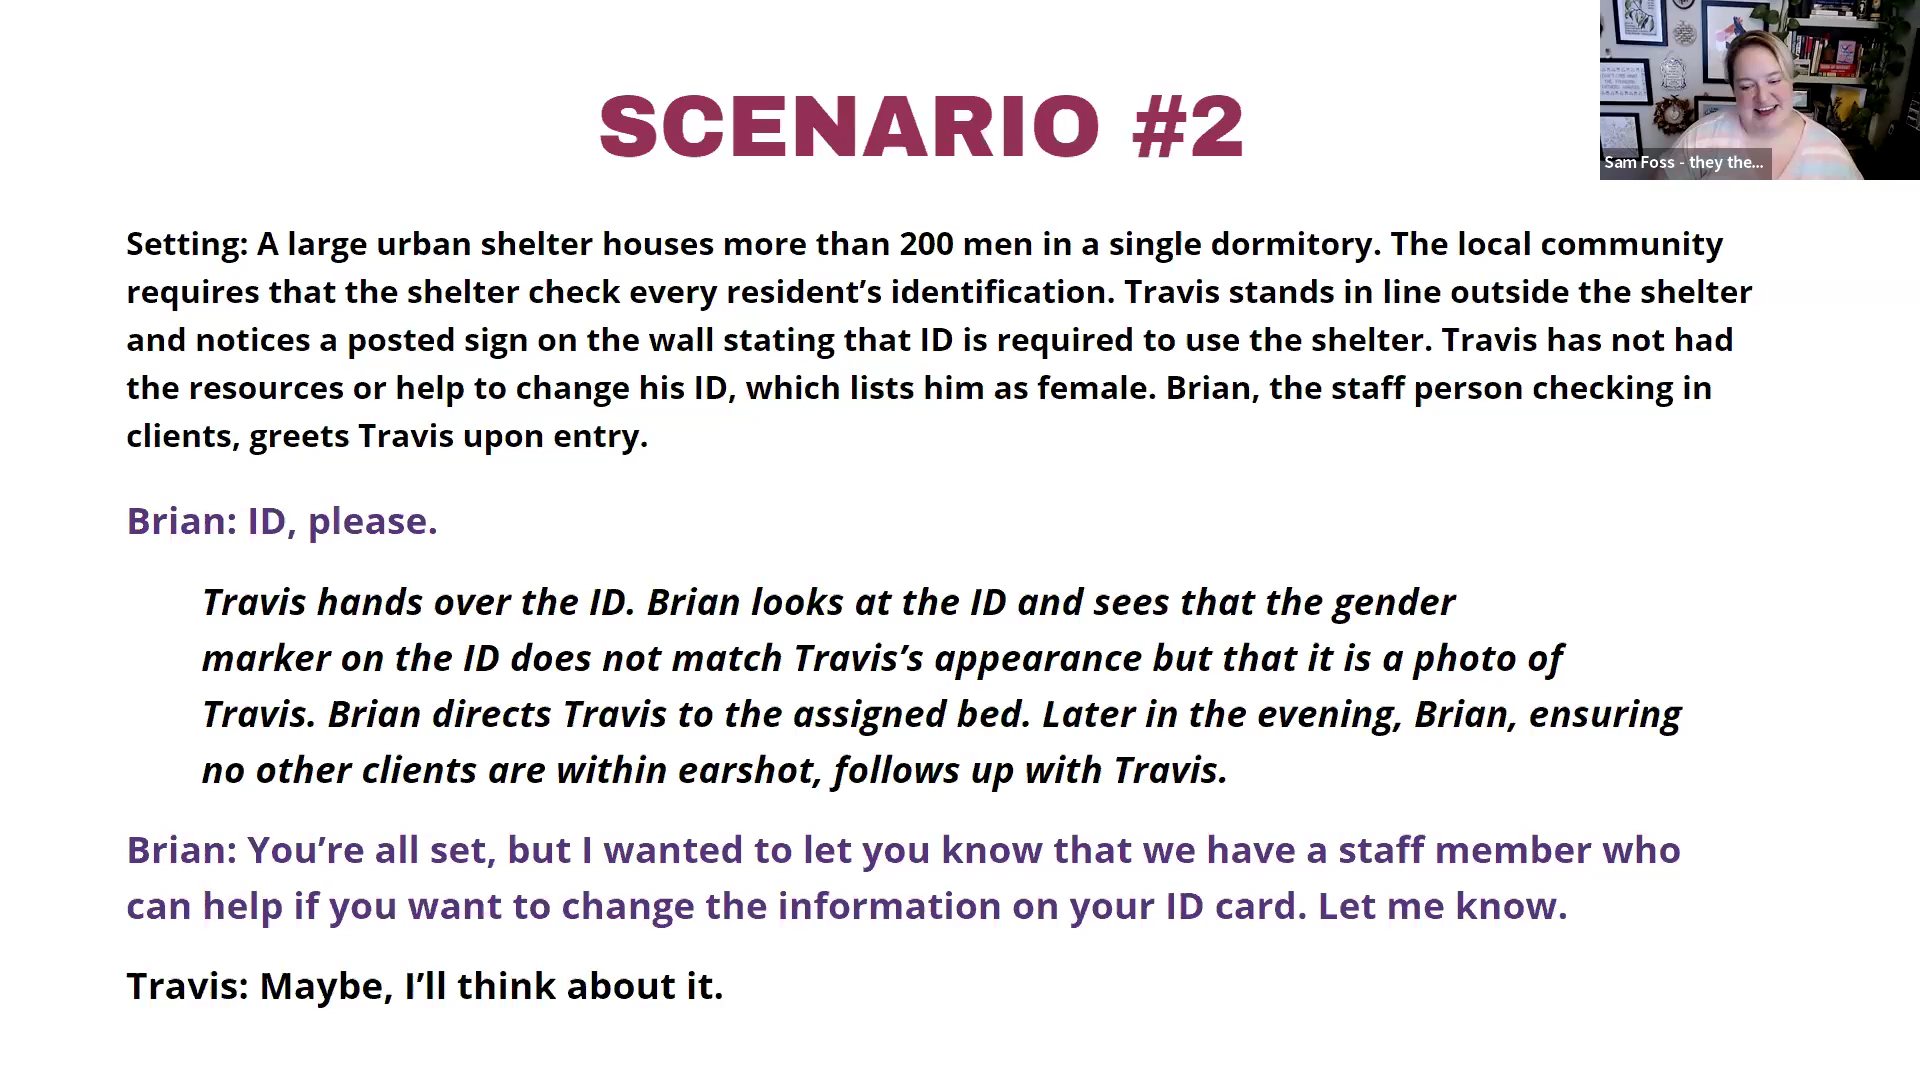 SCENARIO #2
Sam Foss - they the...
Setting: A large urban shelter houses more than 200 men in a single dormitory. The local community
requires that the shelter check every resident’s identification. Travis stands in line outside the shelter
and notices a posted sign on the wall stating that ID is required to use the shelter. Travis has not had
the resources or help to change his ID, which lists him as female. Brian, the staff person checking in
clients, greets Travis upon entry.
Brian: ID, please.
Travis hands over the ID. Brian looks at the ID and sees that the gender
marker on the ID does not match Travis’s appearance but that it is a photo of
Travis. Brian directs Travis to the assigned bed. Later in the evening, Brian, ensuring
no other clients are within earshot, follows up with Travis.
Brian: You’re all set, but I wanted to let you know that we have a staff member who
can help if you want to change the information on your ID card. Let me know.
Travis: Maybe, I’ll think about it.